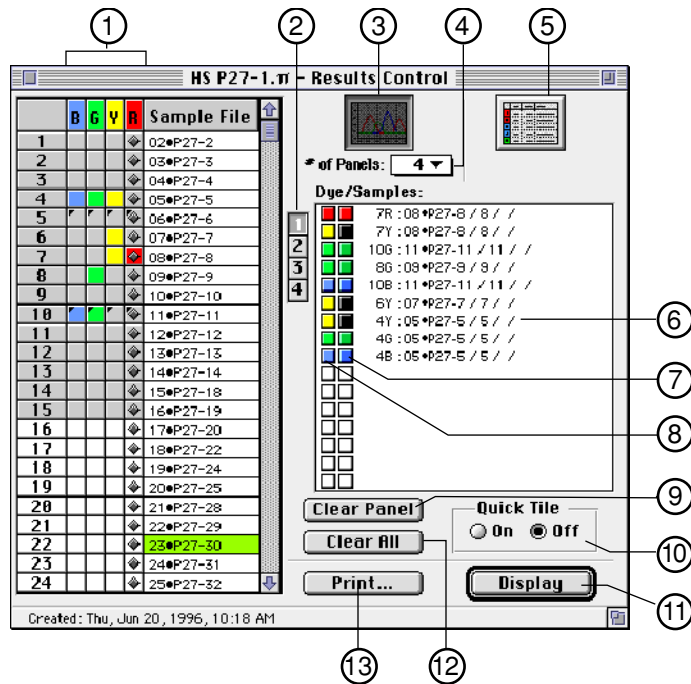 1 2 3 4 5
HS P27-1.π - Results Control
B G Y R Sample File
1 02●P27-2
2 03●P27-3
3 04●P27-4
4 05●P27-5
5 06●P27-6
6 07●P27-7
7 08●P27-8
8 09●P27-9
9 10●P27-10
10 11●P27-11
11 12●P27-12
12 13●P27-13
13 14●P27-14
14 15●P27-18
15 16●P27-19
16 17●P27-20
17 18●P27-22
18 19●P27-24
19 20●P27-25
20 21●P27-28
21 22●P27-29
22 23●P27-30
23 24●P27-31
24 25●P27-32
# of Panels: 4
Dye/Samples:
1
2
3
4
7R :08●P27-8 / 8 / /
7Y :08●P27-8 / 8 / /
10G :11●P27-11 / 11 / /
8G :09●P27-9 / 9 / /
10B :11●P27-11 / 11 / /
6Y :07●P27-7 / 7 / /
4Y :05●P27-5 / 5 / /
4G :05●P27-5 / 5 / /
4B :05●P27-5 / 5 / /
6
7
8
Clear Panel
9
Quick Tile
On Off
10
Clear All
Print...
Display
11
Created: Thu, Jun 20, 1996, 10:18 AM
13 12